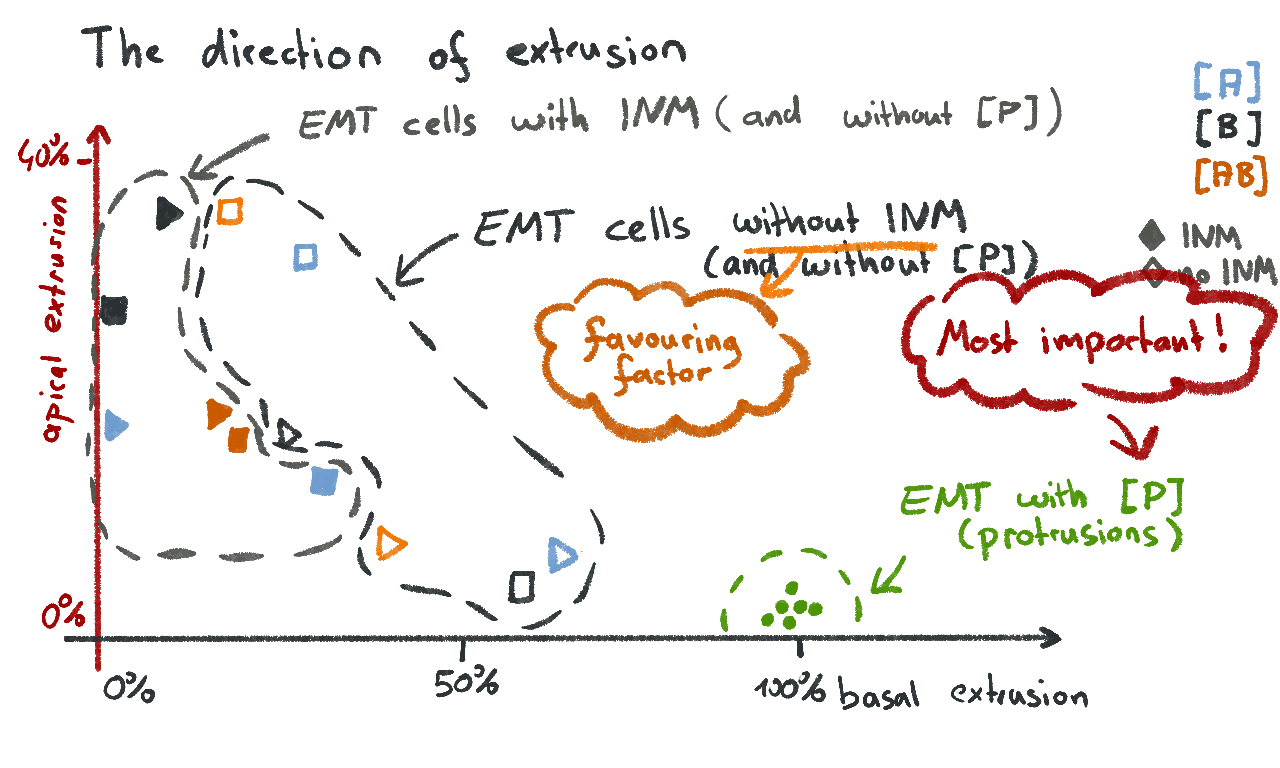 The direction of extrusion
EMT cells with INM (and without [P])
[A]
[B]
[AB]
INM
no INM
40%
apical extrusion
0%
EMT cells without INM
(and without [P])
favouring
factor
Most important!
EMT with [P]
(protrusions)
0%
50%
100%
basal extrusion